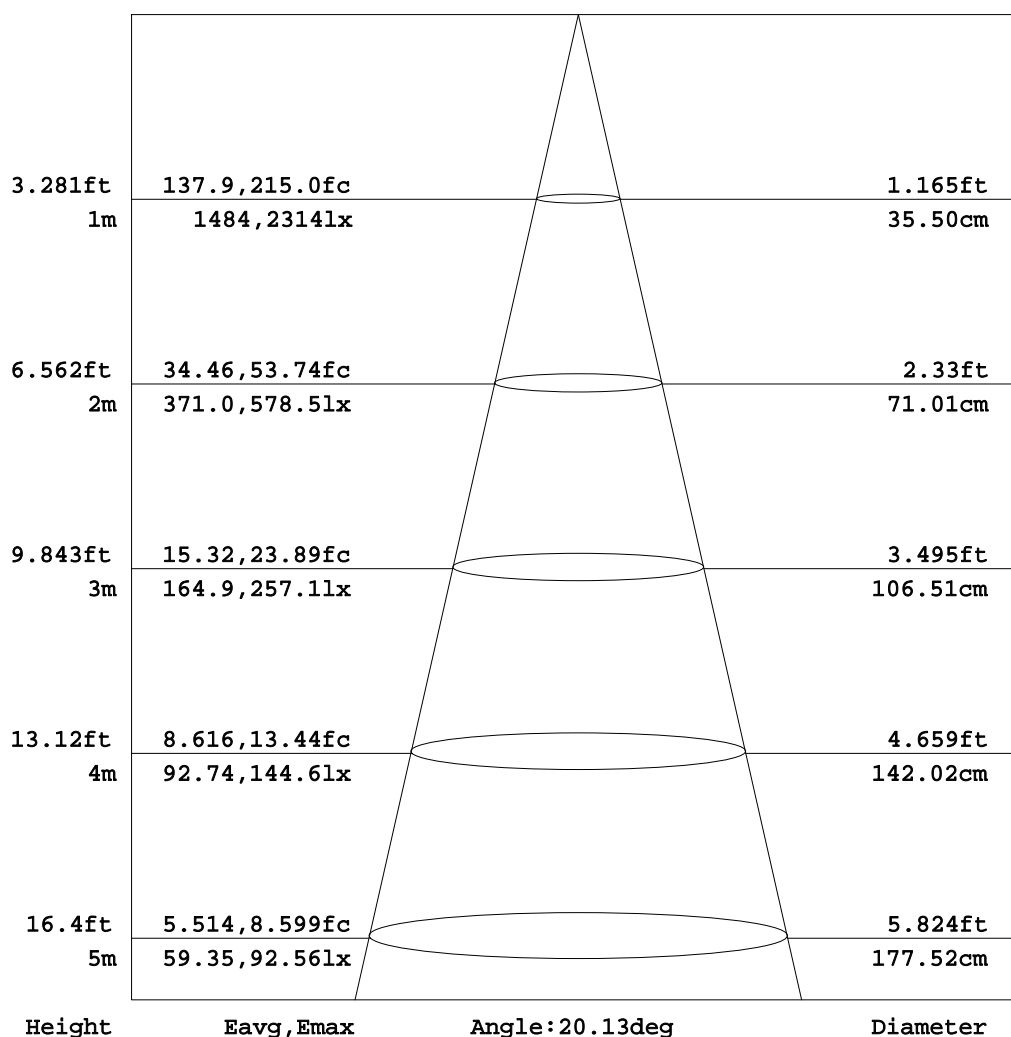 3.281ft 137.9,215.0fc 1.165ft
1m 1484,2314lx 35.50cm
6.562ft 34.46,53.74fc 2.33ft
2m 371.0,578.5lx 71.01cm
9.843ft 15.32,23.89fc 3.495ft
3m 164.9,257.1lx 106.51cm
13.12ft 8.616,13.44fc 4.659ft
4m 92.74,144.6lx 142.02cm
16.4ft 5.514,8.599fc 5.824ft
5m 59.35,92.56lx 177.52cm
Height Eavg,Emax Angle:20.13deg Diameter